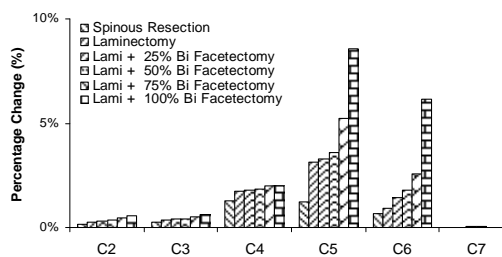 10%
5%
0%
Percentage Change (%)
Spinous Resection
Laminectomy
Lami + 25% Bi Facetectomy
Lami + 50% Bi Facetectomy
Lami + 75% Bi Facetectomy
Lami + 100% Bi Facetectomy
C2 C3 C4 C5 C6 C7